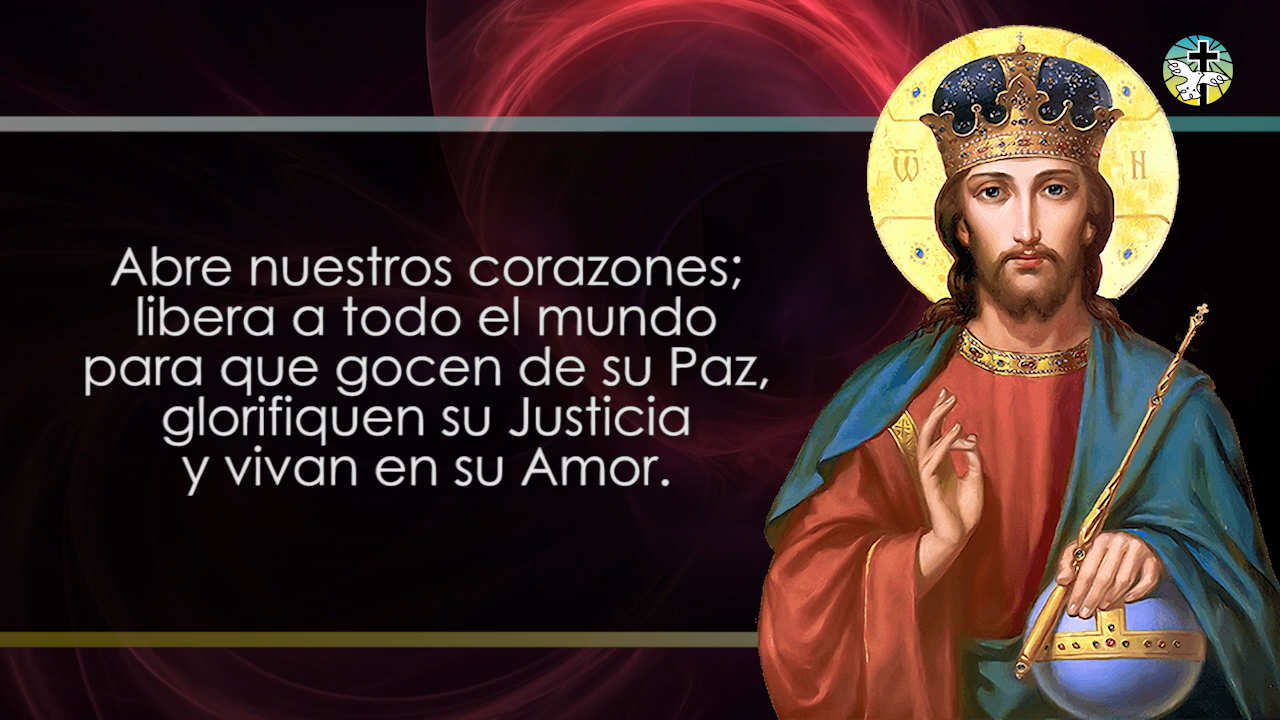 Abre nuestros corazones;
libera a todo el mundo
para que gocen de su Paz,
glorifiquen su Justicia
y vivan en su Amor.
Ѿ Н